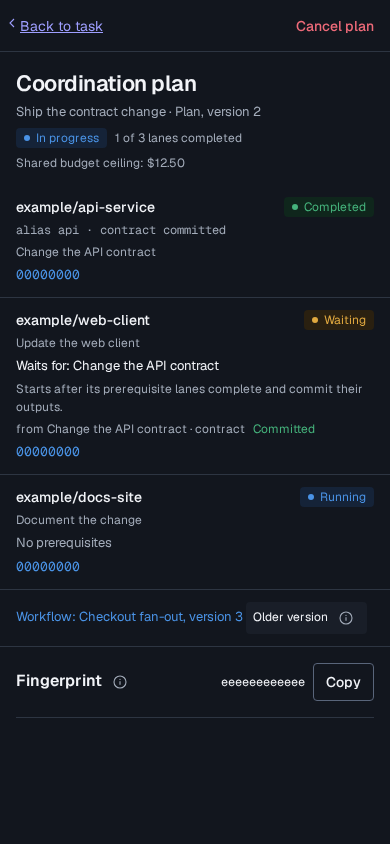 Back to task
Cancel plan
Coordination plan
Ship the contract change · Plan, version 2
In progress 1 of 3 lanes completed
Shared budget ceiling: $12.50
example/api-service Completed
alias api · contract committed
Change the API contract
00000000
example/web-client Waiting
Update the web client
Waits for: Change the API contract
Starts after its prerequisite lanes complete and commit their
outputs.
from Change the API contract · contract Committed
00000000
example/docs-site Running
Document the change
No prerequisites
00000000
Workflow: Checkout fan-out, version 3 Older version
Fingerprint eeeeeeeeeeee Copy